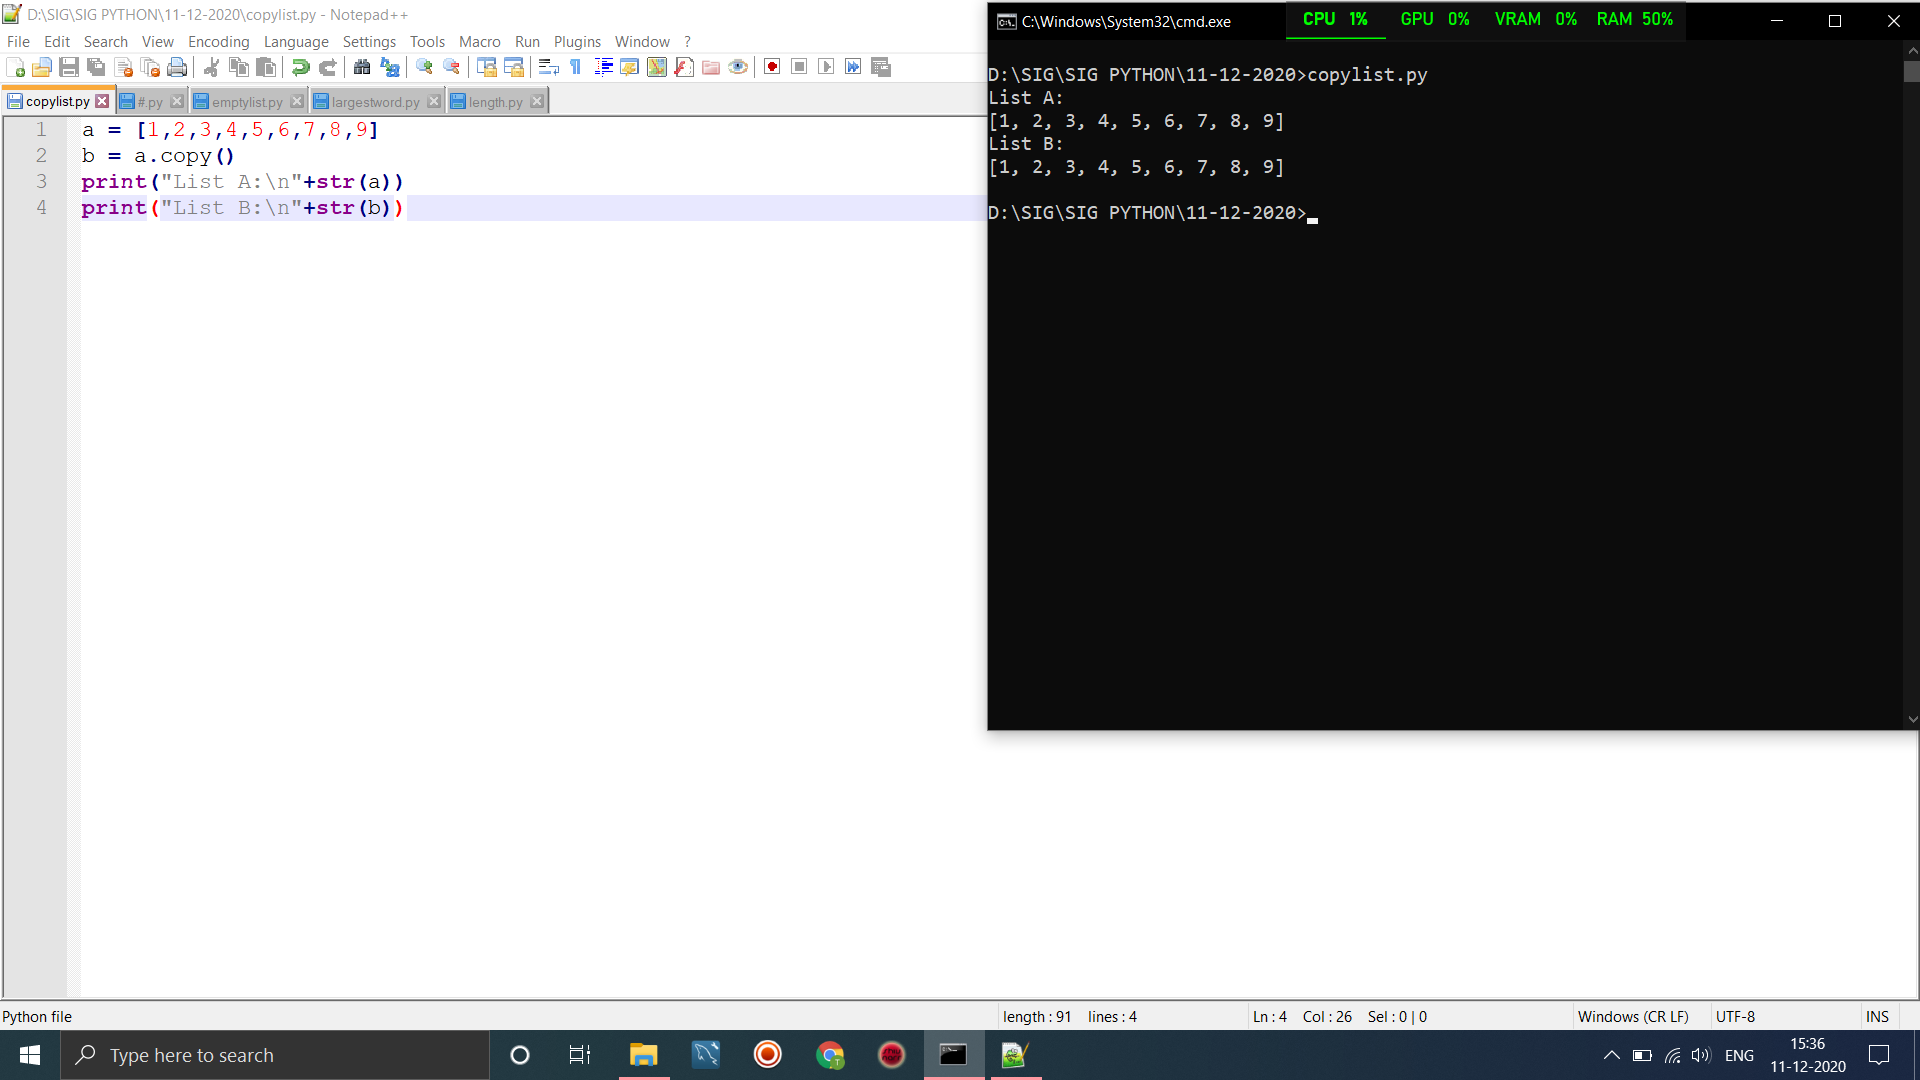 D:\SIG\SIG PYTHON\11-12-2020\copylist.py - Notepad++
File Edit Search View Encoding Language Settings Tools Macro Run Plugins Window ?
copylist.py #.py emptylist.py largestword.py length.py
1 a = [1,2,3,4,5,6,7,8,9]
2 b = a.copy()
3 print("List A:\n"+str(a))
4 print("List B:\n"+str(b))
C:\Windows\System32\cmd.exe
CPU 1% GPU 0% VRAM 0% RAM 50%
D:\SIG\SIG PYTHON\11-12-2020>copylist.py
List A:
[1, 2, 3, 4, 5, 6, 7, 8, 9]
List B:
[1, 2, 3, 4, 5, 6, 7, 8, 9]
D:\SIG\SIG PYTHON\11-12-2020>
Python file length : 91 lines : 4 Ln : 4 Col : 26 Sel : 0 | 0 Windows (CR LF) UTF-8 INS
Type here to search
ENG
15:36
11-12-2020